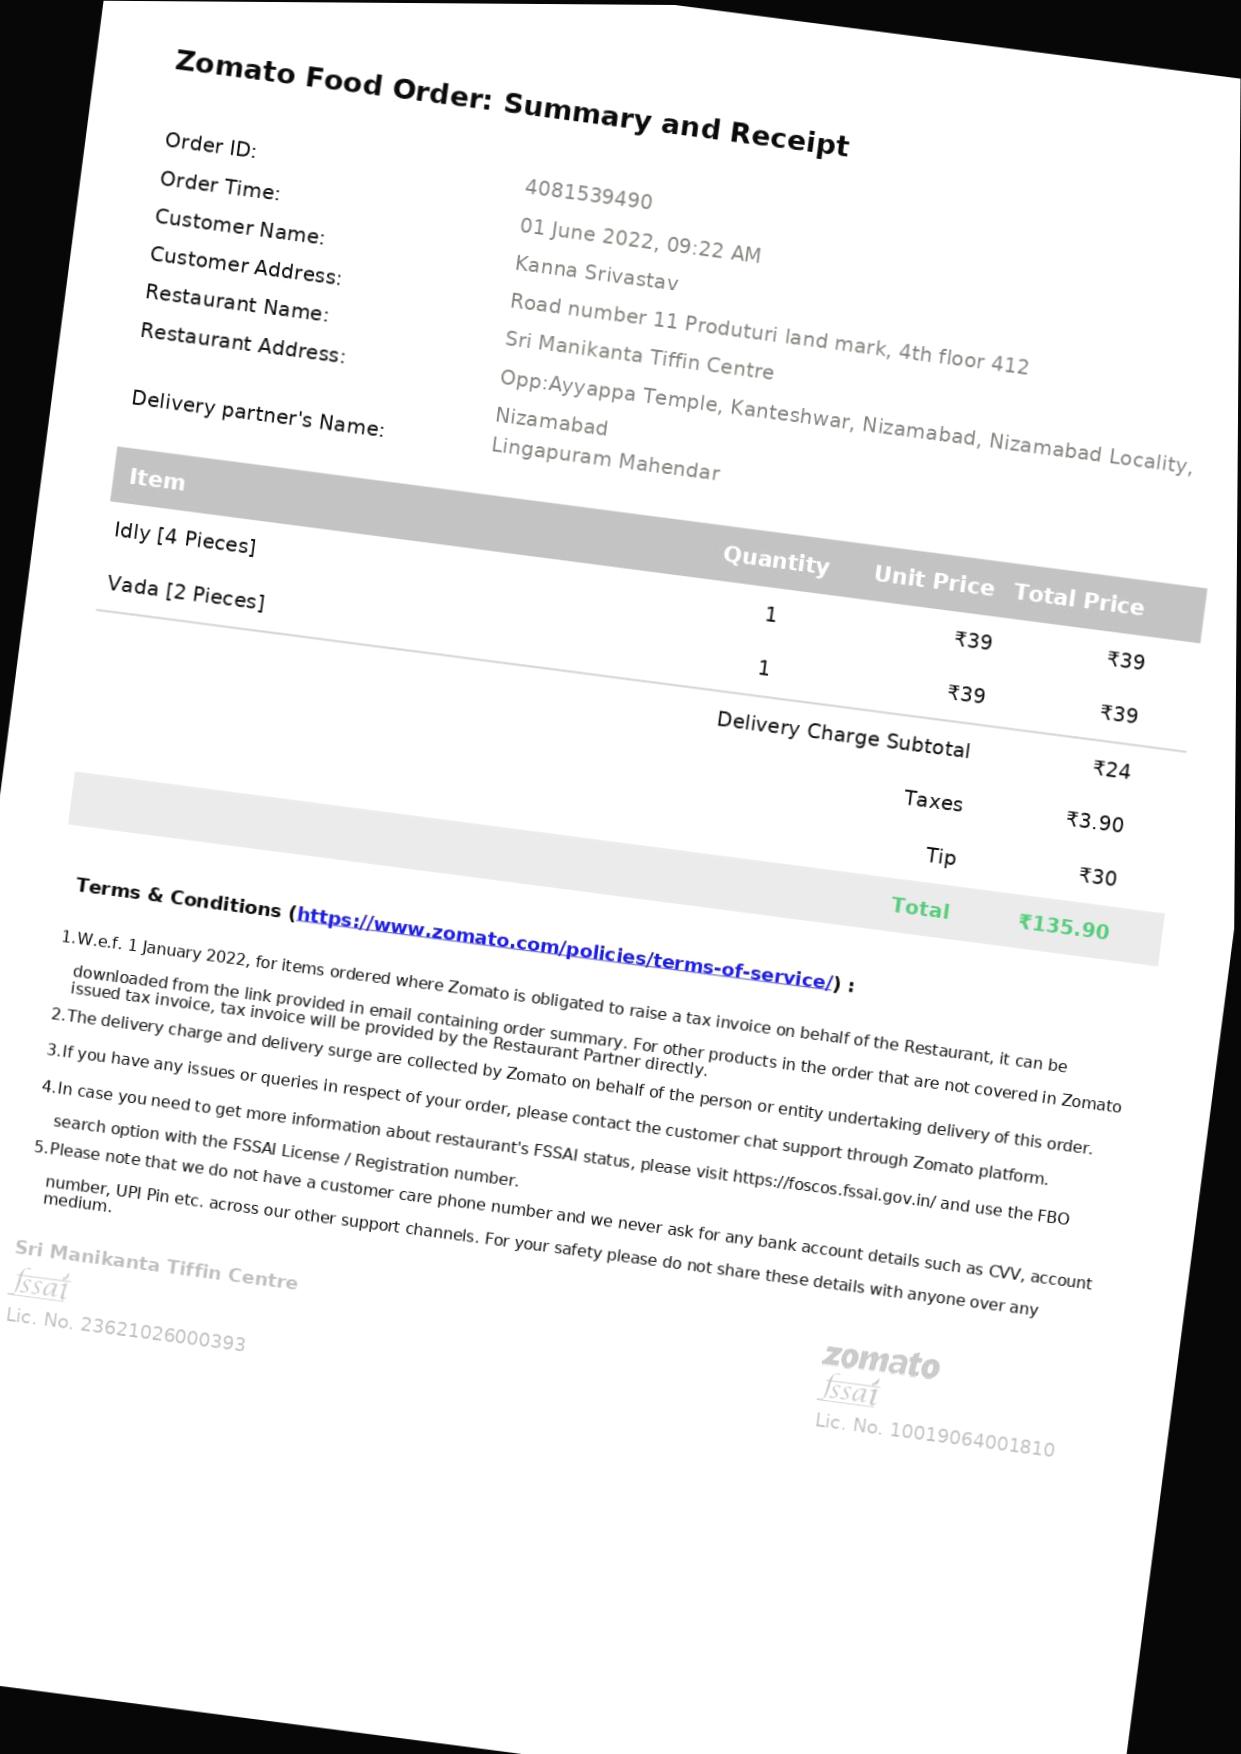 Zomato Food Order: Summary and Receipt
Order ID: 4081539490
Order Time: 01 June 2022, 09:22 AM
Customer Name: Kanna Srivastav
Customer Address: Road number 11 Produturi land mark, 4th floor 412
Restaurant Name: Sri Manikanta Tiffin Centre
Restaurant Address: Opp:Ayyappa Temple, Kanteshwar, Nizamabad, Nizamabad Locality,
Nizamabad
Delivery partner's Name: Lingapuram Mahendar
Item Quantity Unit Price Total Price
Idly [4 Pieces] 1 ₹39 ₹39
Vada [2 Pieces] 1 ₹39 ₹39
Delivery Charge Subtotal ₹24
Taxes ₹3.90
Tip ₹30
Total ₹135.90
Terms & Conditions (https://www.zomato.com/policies/terms-of-service/) :
1.W.e.f. 1 January 2022, for items ordered where Zomato is obligated to raise a tax invoice on behalf of the Restaurant, it can be
downloaded from the link provided in email containing order summary. For other products in the order that are not covered in Zomato
issued tax invoice, tax invoice will be provided by the Restaurant Partner directly.
2.The delivery charge and delivery surge are collected by Zomato on behalf of the person or entity undertaking delivery of this order.
3.If you have any issues or queries in respect of your order, please contact the customer chat support through Zomato platform.
4.In case you need to get more information about restaurant's FSSAI status, please visit https://foscos.fssai.gov.in/ and use the FBO
search option with the FSSAI License / Registration number.
5.Please note that we do not have a customer care phone number and we never ask for any bank account details such as CVV, account
number, UPI Pin etc. across our other support channels. For your safety please do not share these details with anyone over any
medium.
Sri Manikanta Tiffin Centre
fssai
Lic. No. 23621026000393
zomato
fssai
Lic. No. 10019064001810